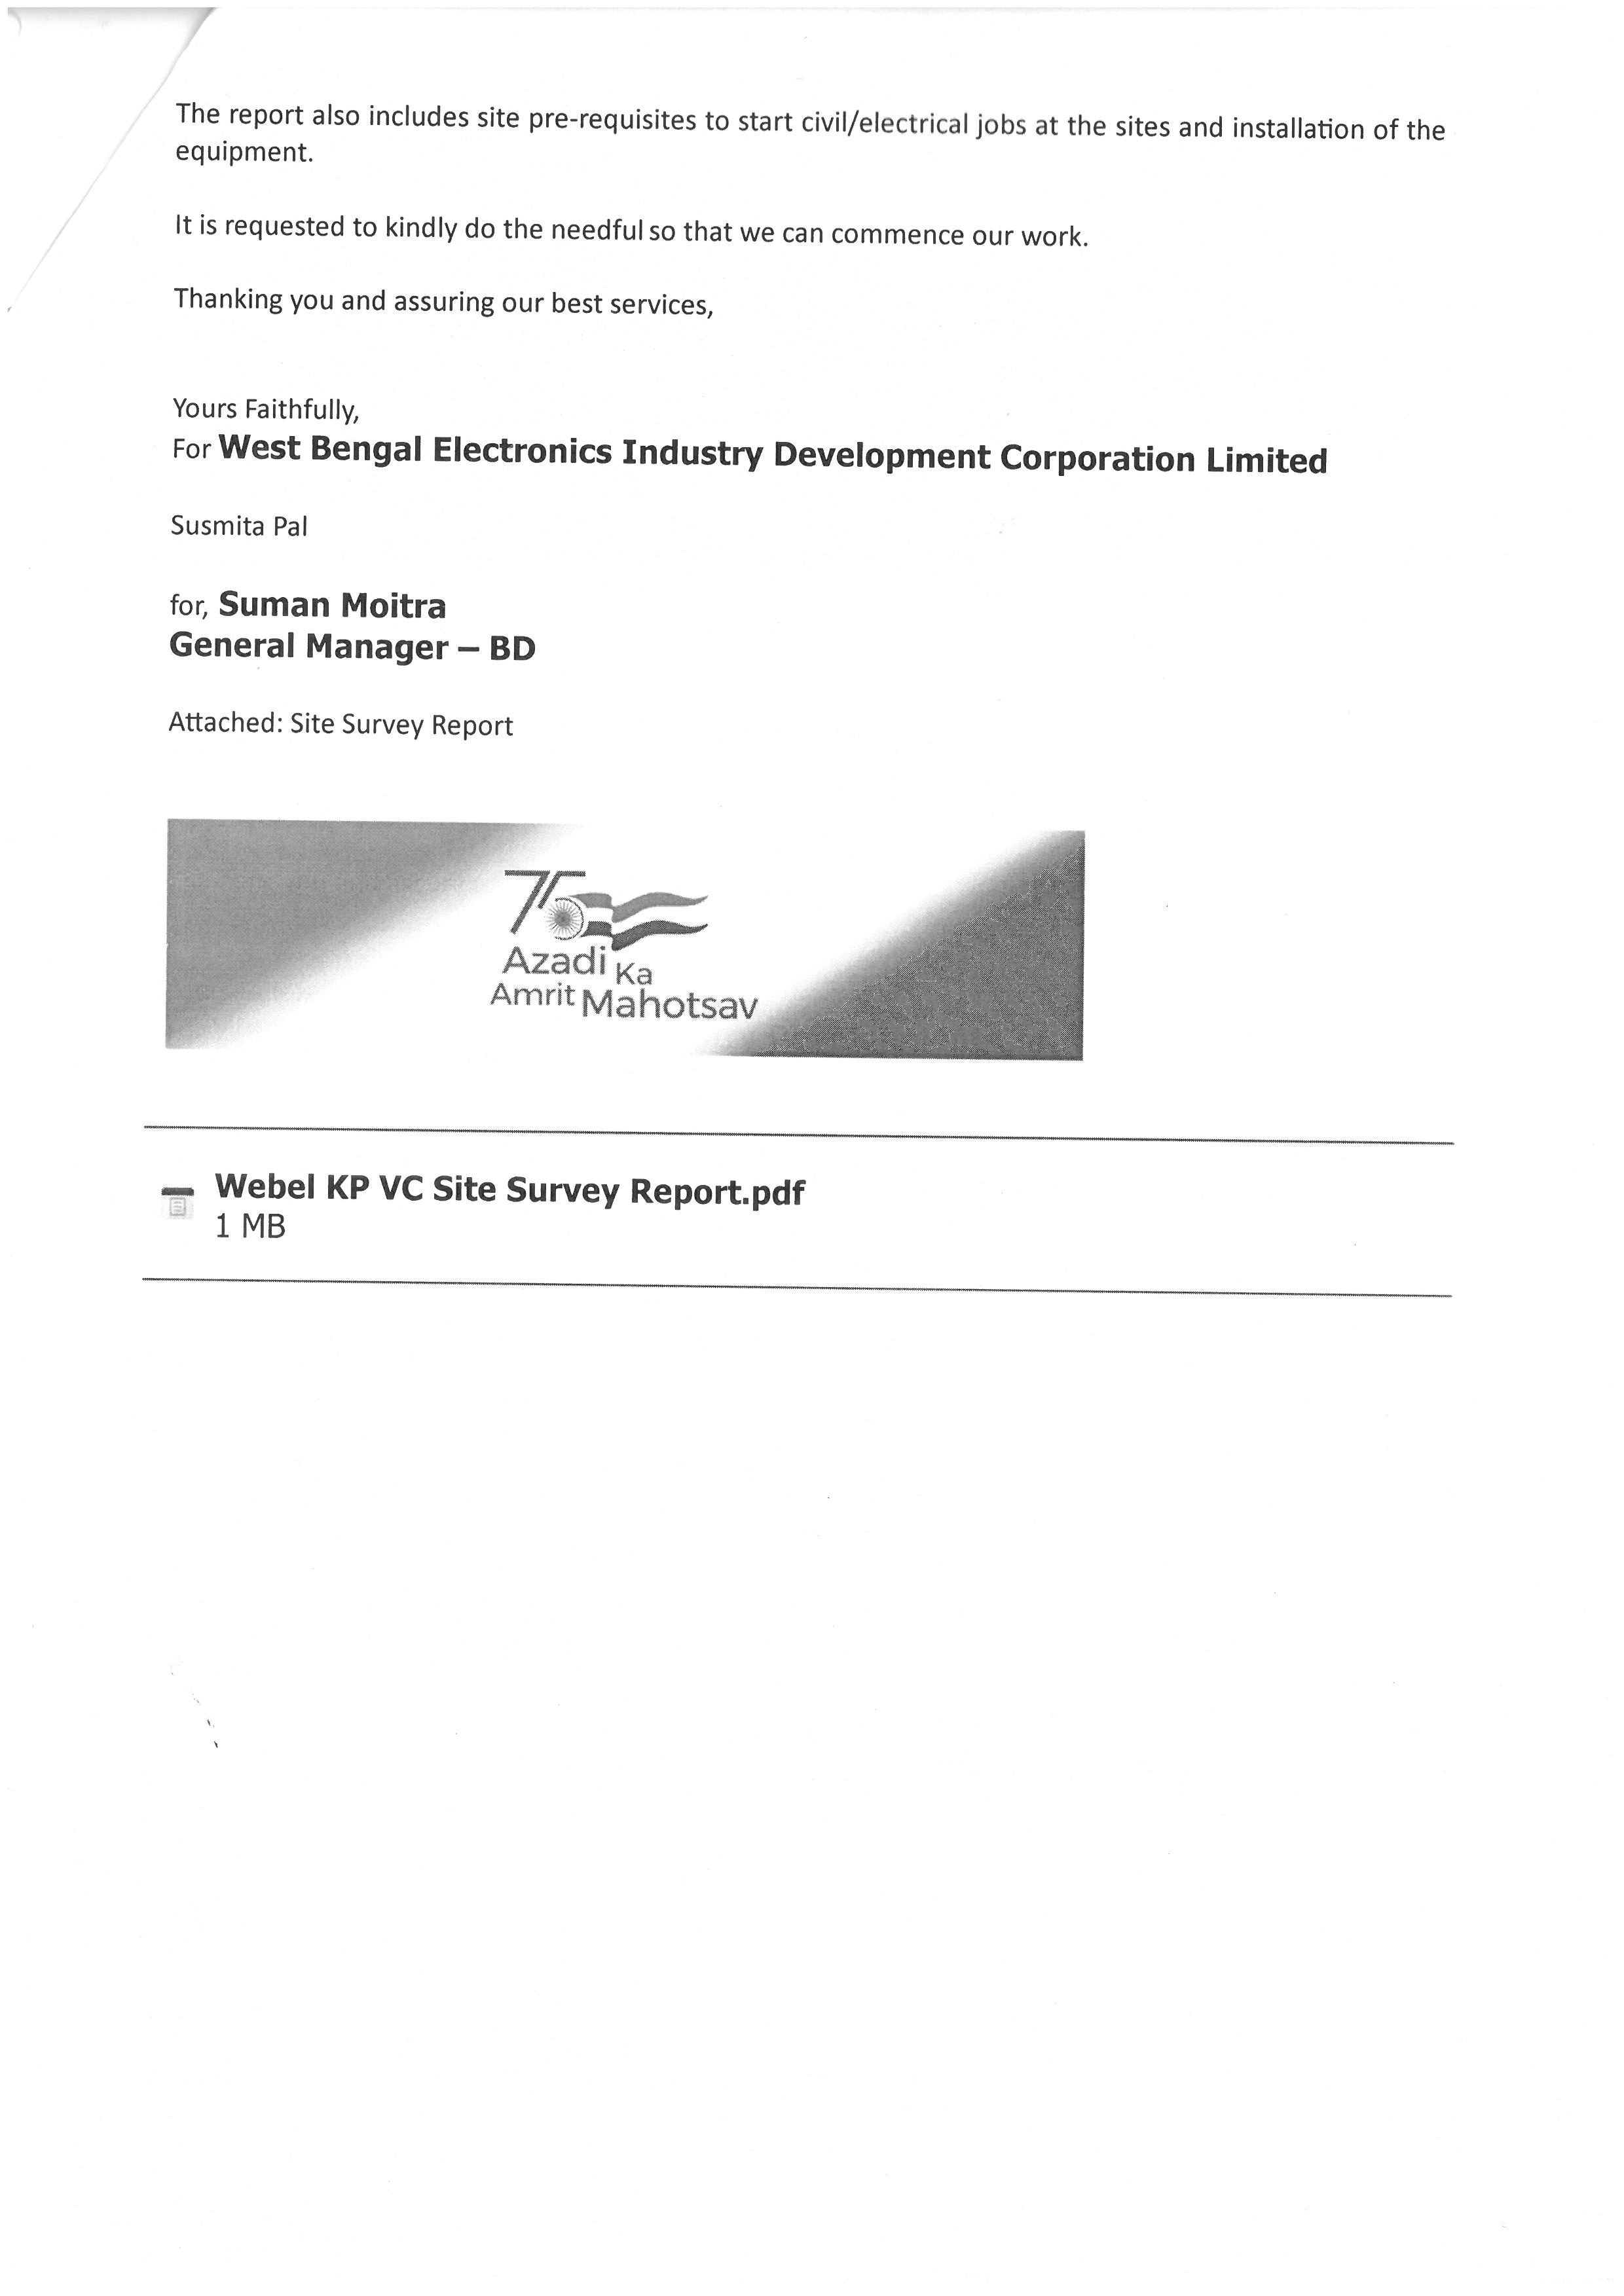 The report also includes site pre-requisites to start civil/electrical jobs at the sites and installation of the
equipment.
It is requested to kindly do the needful so that we can commence our work.
Thanking you and assuring our best services,
Yours Faithfully,
For West Bengal Electronics Industry Development Corporation Limited
Susmita Pal
for, Suman Moitra
General Manager – BD
Attached: Site Survey Report
75
Azadi Ka
Amrit Mahotsav
Webel KP VC Site Survey Report.pdf
1 MB